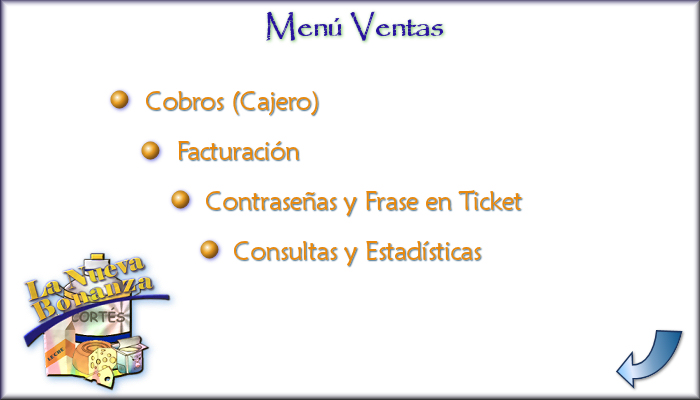 Menú Ventas
Cobros (Cajero)
Facturación
Contraseñas y Frase en Ticket
Consultas y Estadísticas
La Nueva
Bonanza
CORTÉS
LECHE